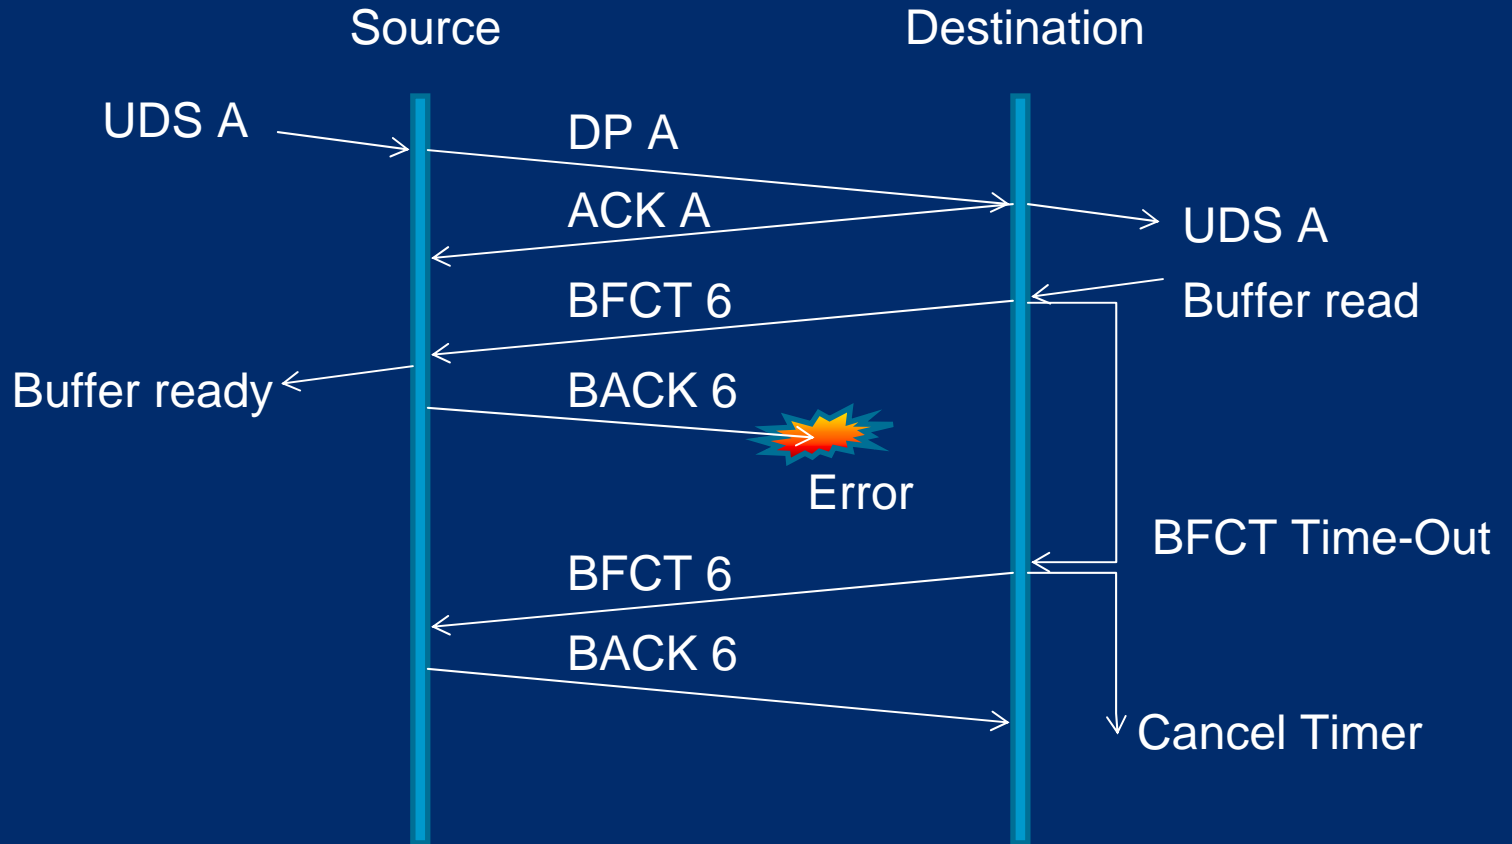 Source
Destination
UDS A
DP A
ACK A
UDS A
BFCT 6
Buffer read
Buffer ready
BACK 6
Error
BFCT Time-Out
BFCT 6
BACK 6
Cancel Timer